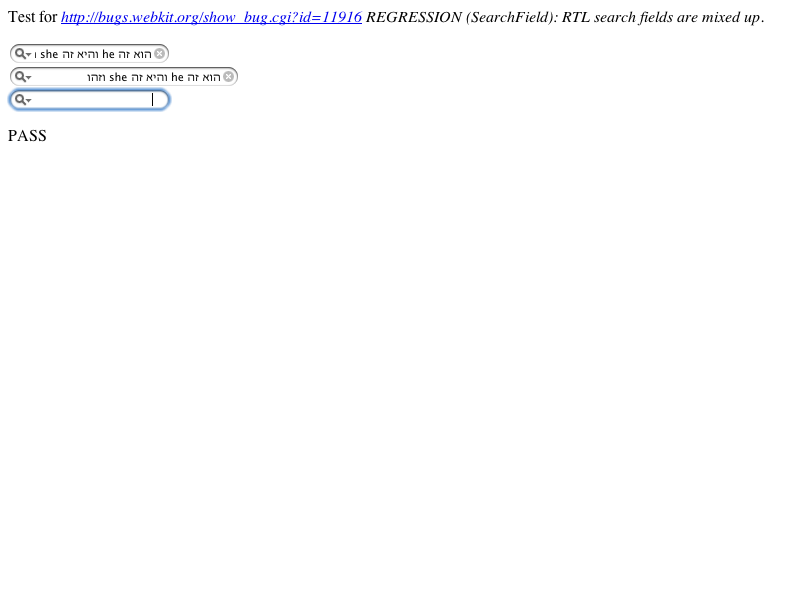 Test for http://bugs.webkit.org/show_bug.cgi?id=11916 REGRESSION (SearchField): RTL search fields are mixed up.
הוא זה he והיא זה she ו
הוא זה he והיא זה she וזהו
PASS